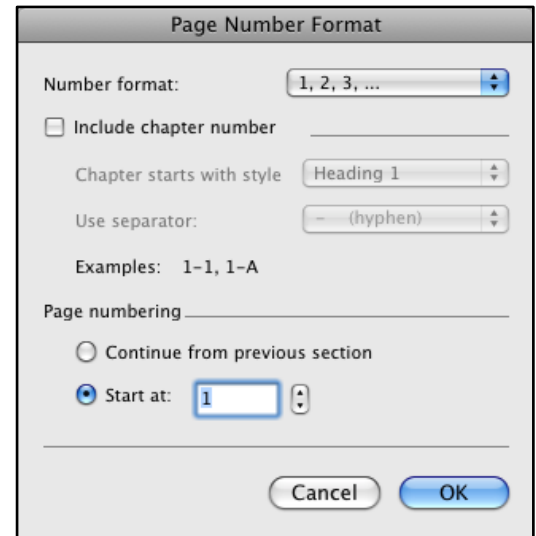 Page Number Format
Number format: 1, 2, 3, ...
Include chapter number
Chapter starts with style Heading 1
Use separator: - (hyphen)
Examples: 1-1, 1-A
Page numbering
Continue from previous section
Start at: 1
Cancel OK